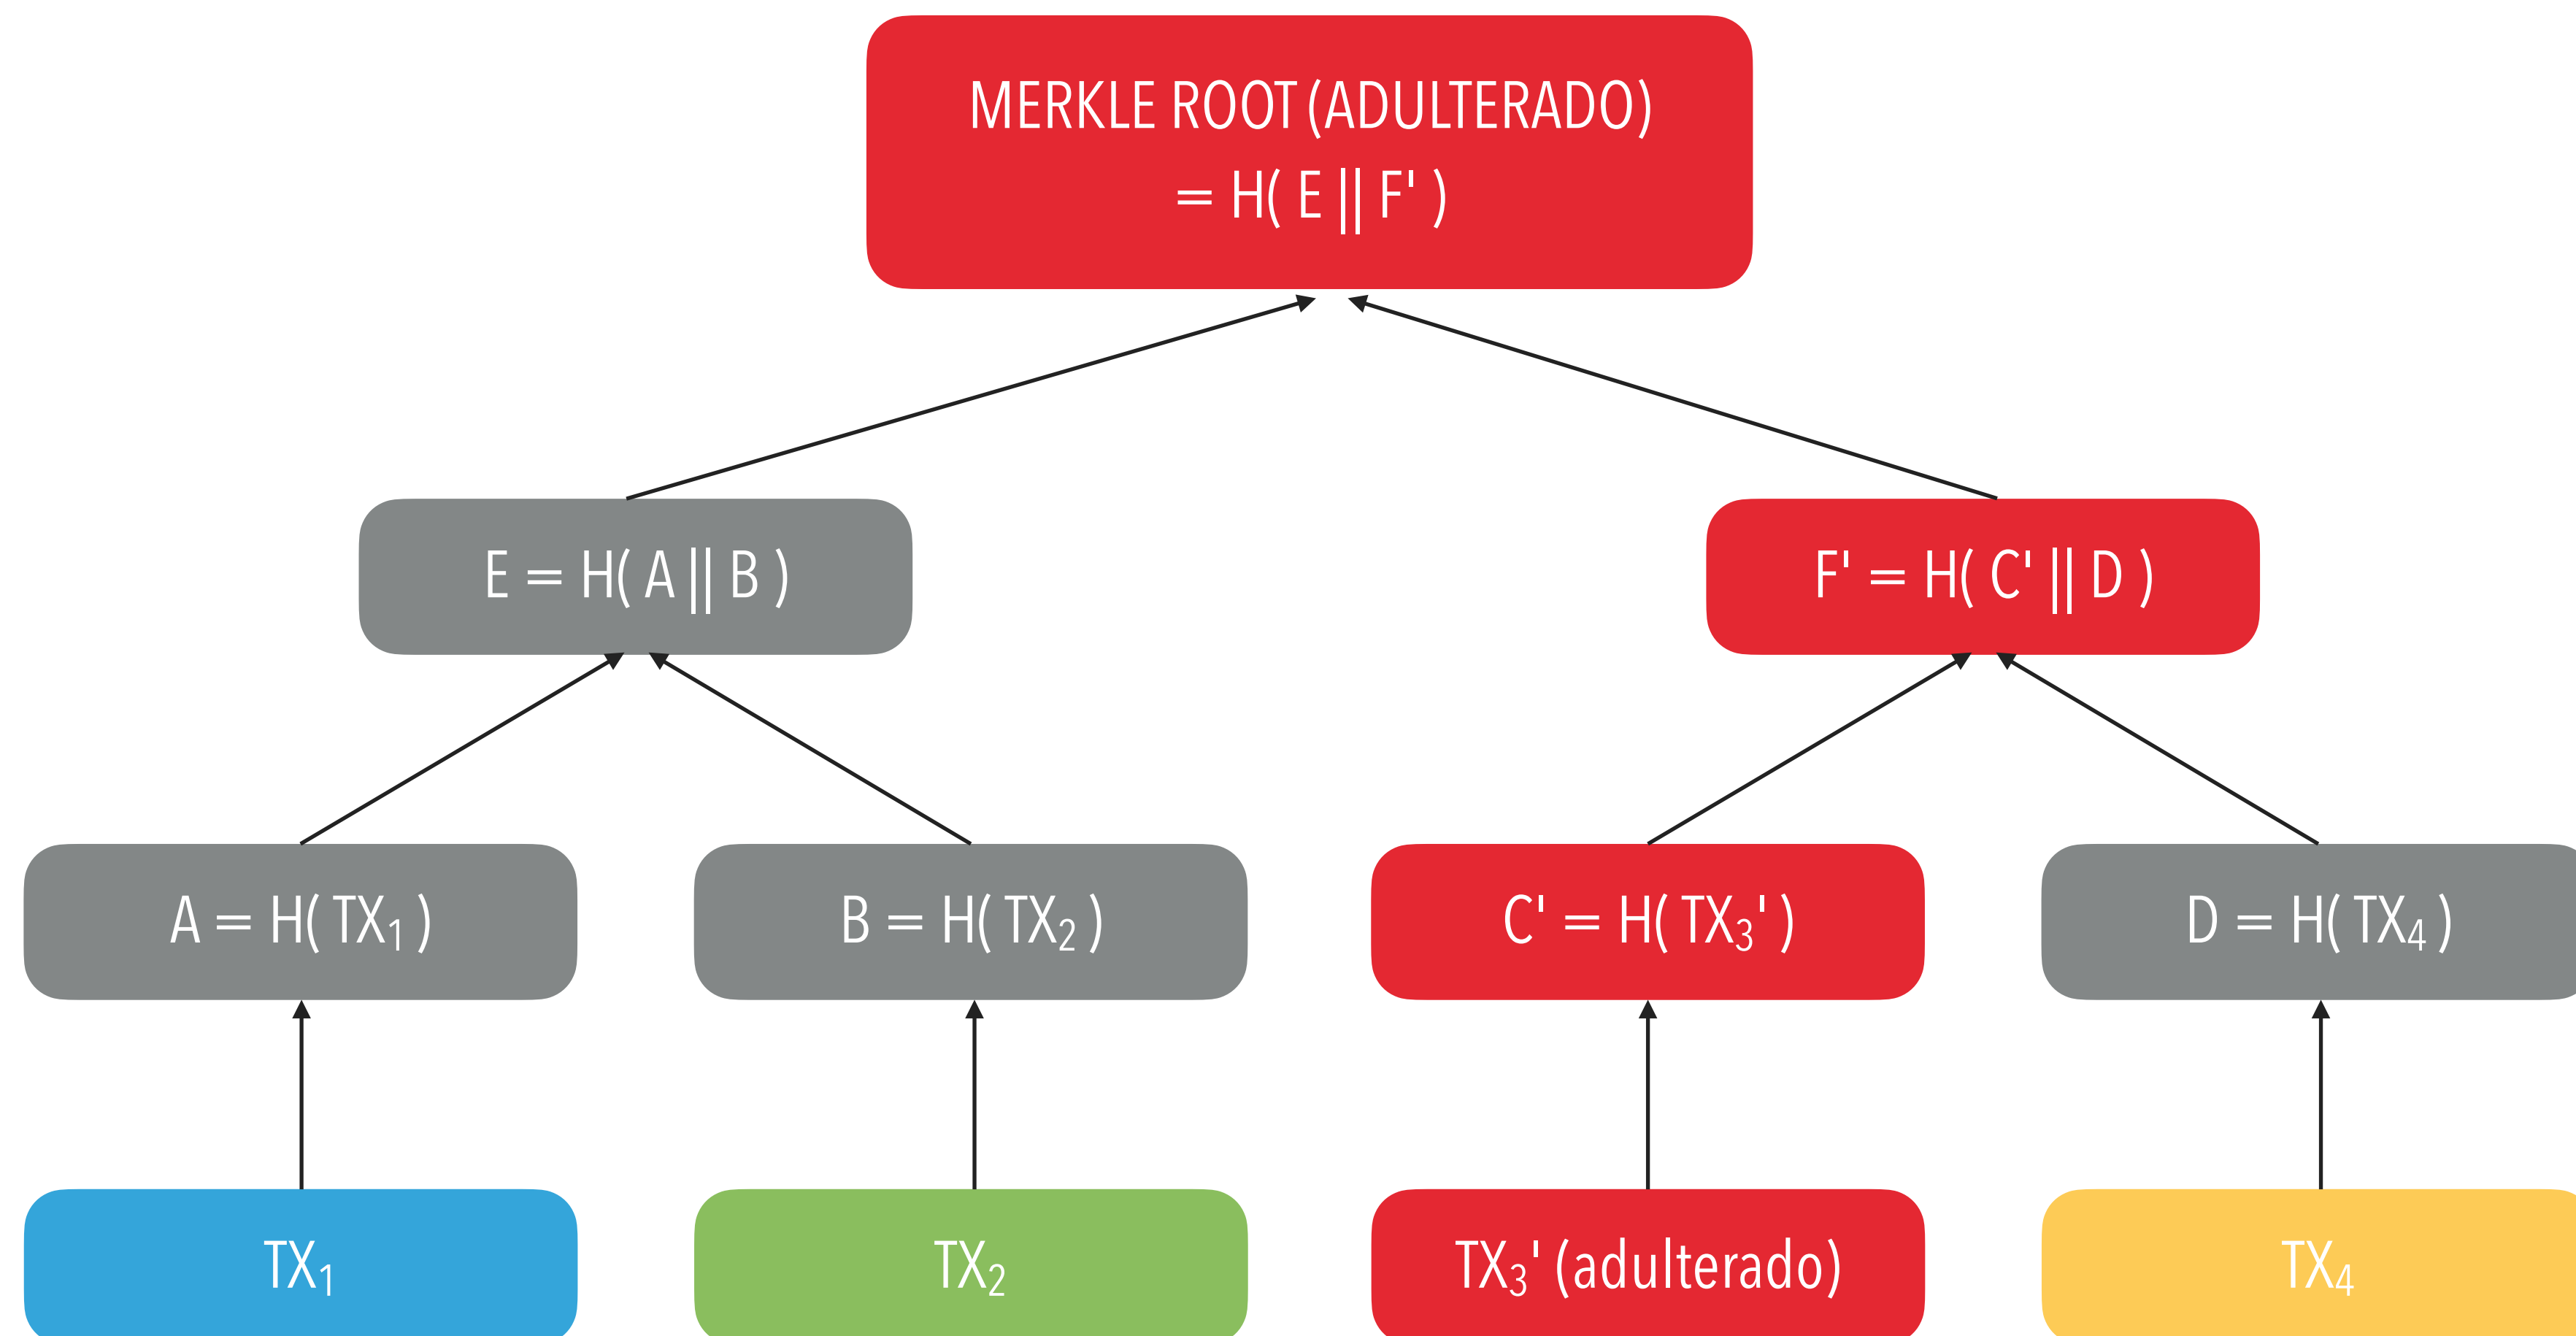 MERKLE ROOT (ADULTERADO)
= H( E || F' )
E = H( A || B )
F' = H( C' || D )
A = H( TX₁ )
B = H( TX₂ )
C' = H( TX₃' )
D = H( TX₄ )
TX₁
TX₂
TX₃' (adulterado)
TX₄